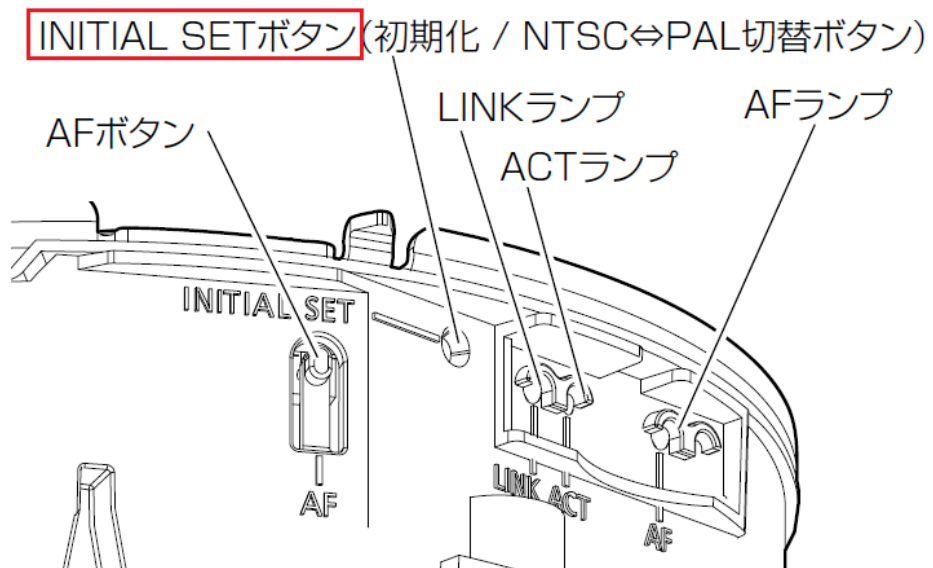 INITIAL SETボタン(初期化 / NTSC⇔PAL切替ボタン)
LINKランプ
AFランプ
AFボタン
ACTランプ
INITIAL SET
LINK ACT
AF
AF